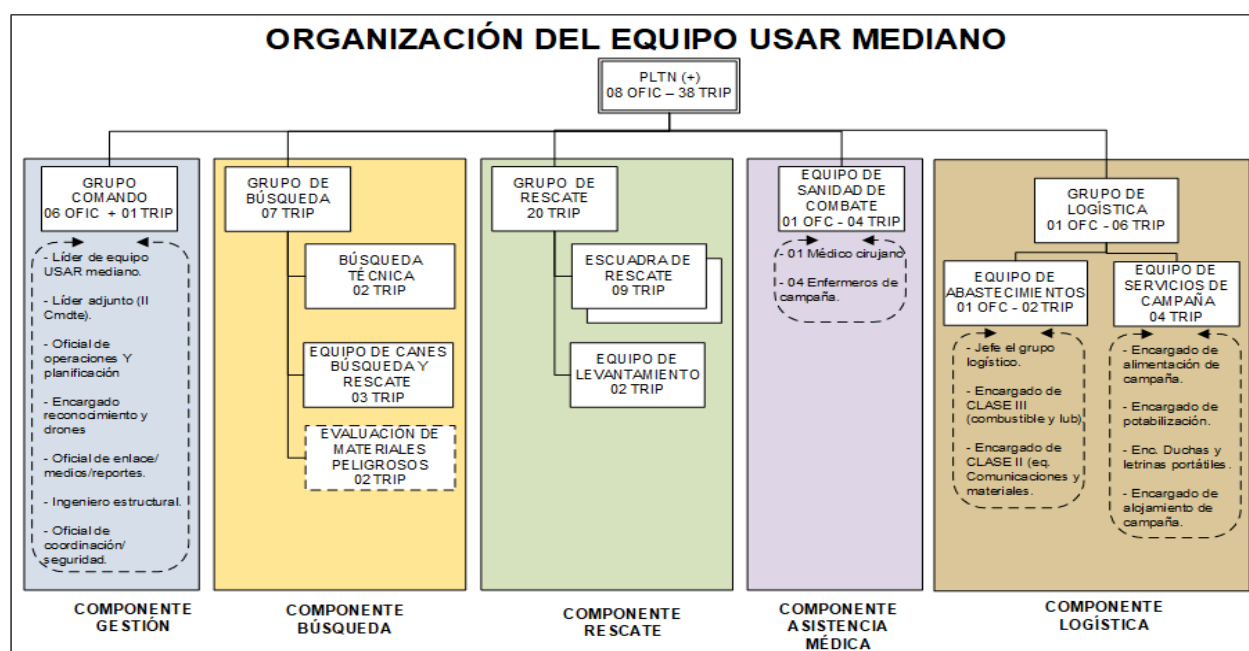 ORGANIZACIÓN DEL EQUIPO USAR MEDIANO
PLTN (+)
08 OFIC – 38 TRIP
GRUPO
COMANDO
06 OFIC + 01 TRIP
- Líder de equipo
USAR mediano.
- Líder adjunto (II
Cmdte).
- Oficial de
operaciones Y
planificación
- Encargado
reconocimiento y
drones
- Oficial de enlace/
medios/reportes.
- Ingeniero estructural.
- Oficial de
coordinación/
seguridad.
COMPONENTE
GESTIÓN
GRUPO DE
BÚSQUEDA
07 TRIP
BÚSQUEDA
TÉCNICA
02 TRIP
EQUIPO DE CANES
BÚSQUEDA Y
RESCATE
03 TRIP
EVALUACIÓN DE
MATERIALES
PELIGROSOS
02 TRIP
COMPONENTE
BÚSQUEDA
GRUPO DE
RESCATE
20 TRIP
ESCUADRA DE
RESCATE
09 TRIP
EQUIPO DE
LEVANTAMIENTO
02 TRIP
COMPONENTE
RESCATE
EQUIPO DE
SANIDAD DE
COMBATE
01 OFC - 04 TRIP
- 01 Médico cirujano
- 04 Enfermeros de
campaña.
COMPONENTE
ASISTENCIA
MÉDICA
GRUPO DE
LOGÍSTICA
01 OFC - 06 TRIP
EQUIPO DE
ABASTECIMIENTOS
01 OFC - 02 TRIP
- Jefe el grupo
logístico.
- Encargado de
CLASE III
(combustible y lub)
- Encargado de
CLASE II (eq.
Comunicaciones y
materiales.
EQUIPO DE
SERVICIOS DE
CAMPAÑA
04 TRIP
- Encargado de
alimentación de
campaña.
- Encargado de
potabilización.
- Enc. Duchas y
letrinas portátiles.
- Encargado de
alojamiento de
campaña.
COMPONENTE
LOGÍSTICA